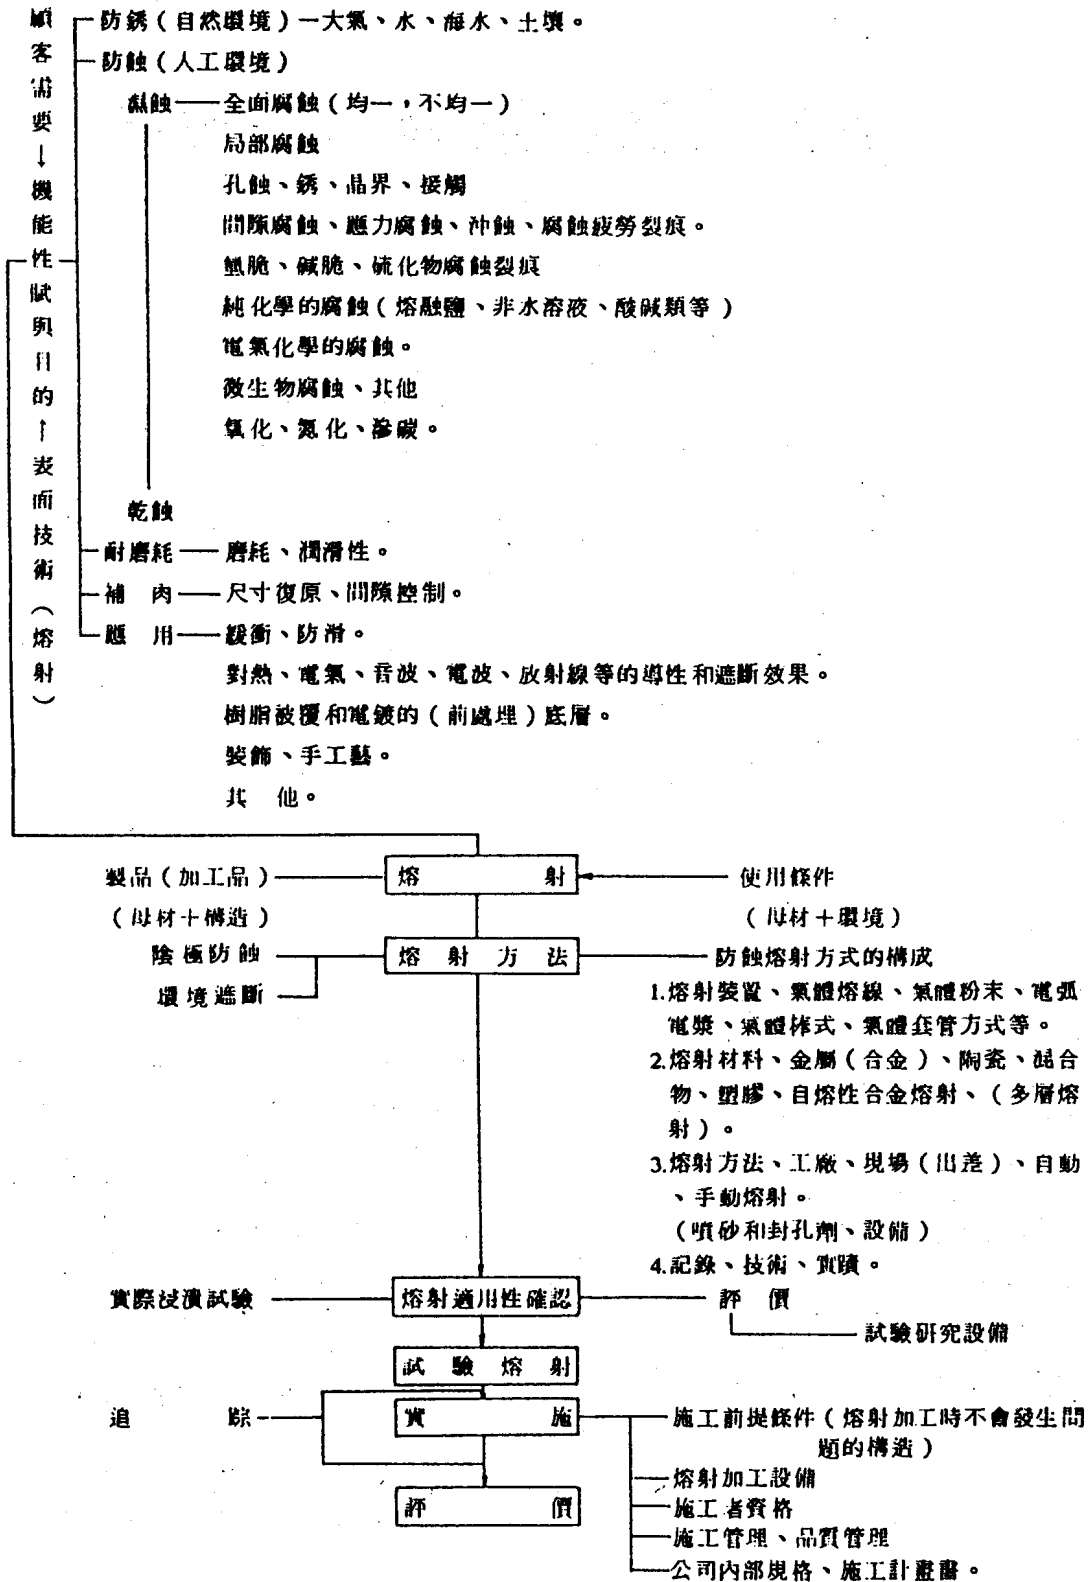 顧客需要→機能性賦與目的←表面技術(熔射)
防銹(自然環境)一大氣、水、海水、土壤。
防蝕(人工環境)
濕蝕 全面腐蝕(均一,不均一)
局部腐蝕
孔蝕、銹、晶界、接觸
間隙腐蝕、應力腐蝕、沖蝕、腐蝕疲勞裂痕。
氫脆、碱脆、硫化物腐蝕裂痕
純化學的腐蝕(熔融鹽、非水溶液、酸碱類等)
電氣化學的腐蝕。
微生物腐蝕、其他
氧化、氮化、滲碳。
乾蝕
耐磨耗 磨耗、潤滑性。
補肉 尺寸復原、間隙控制。
應用 緩衝、防滑。
對熱、電氣、音波、電波、放射線等的導性和遮斷效果。
樹脂被覆和電鍍的(前處理)底層。
裝飾、手工藝。
其他。
製品(加工品) 熔射 使用條件
(母材+構造) (母材+環境)
陰極防蝕 熔射方法 防蝕熔射方式的構成
環境遮斷
1.熔射裝置、氣體熔線、氣體粉末、電弧
電漿、氣體棒式、氣體套管方式等。
2.熔射材料、金屬(合金)、陶瓷、混合
物、塑膠、自熔性合金熔射、(多層熔
射)。
3.熔射方法、工廠、現場(出差)、自動
、手動熔射。
(噴砂和封孔劑、設備)
4.記錄、技術、實蹟。
實際浸漬試驗 熔射適用性確認 評價
試驗研究設備
試驗熔射
追踪 實施 施工前提條件(熔射加工時不會發生問
題的構造)
熔射加工設備
評價
施工者資格
施工管理、品質管理
公司內部規格、施工計畫書。